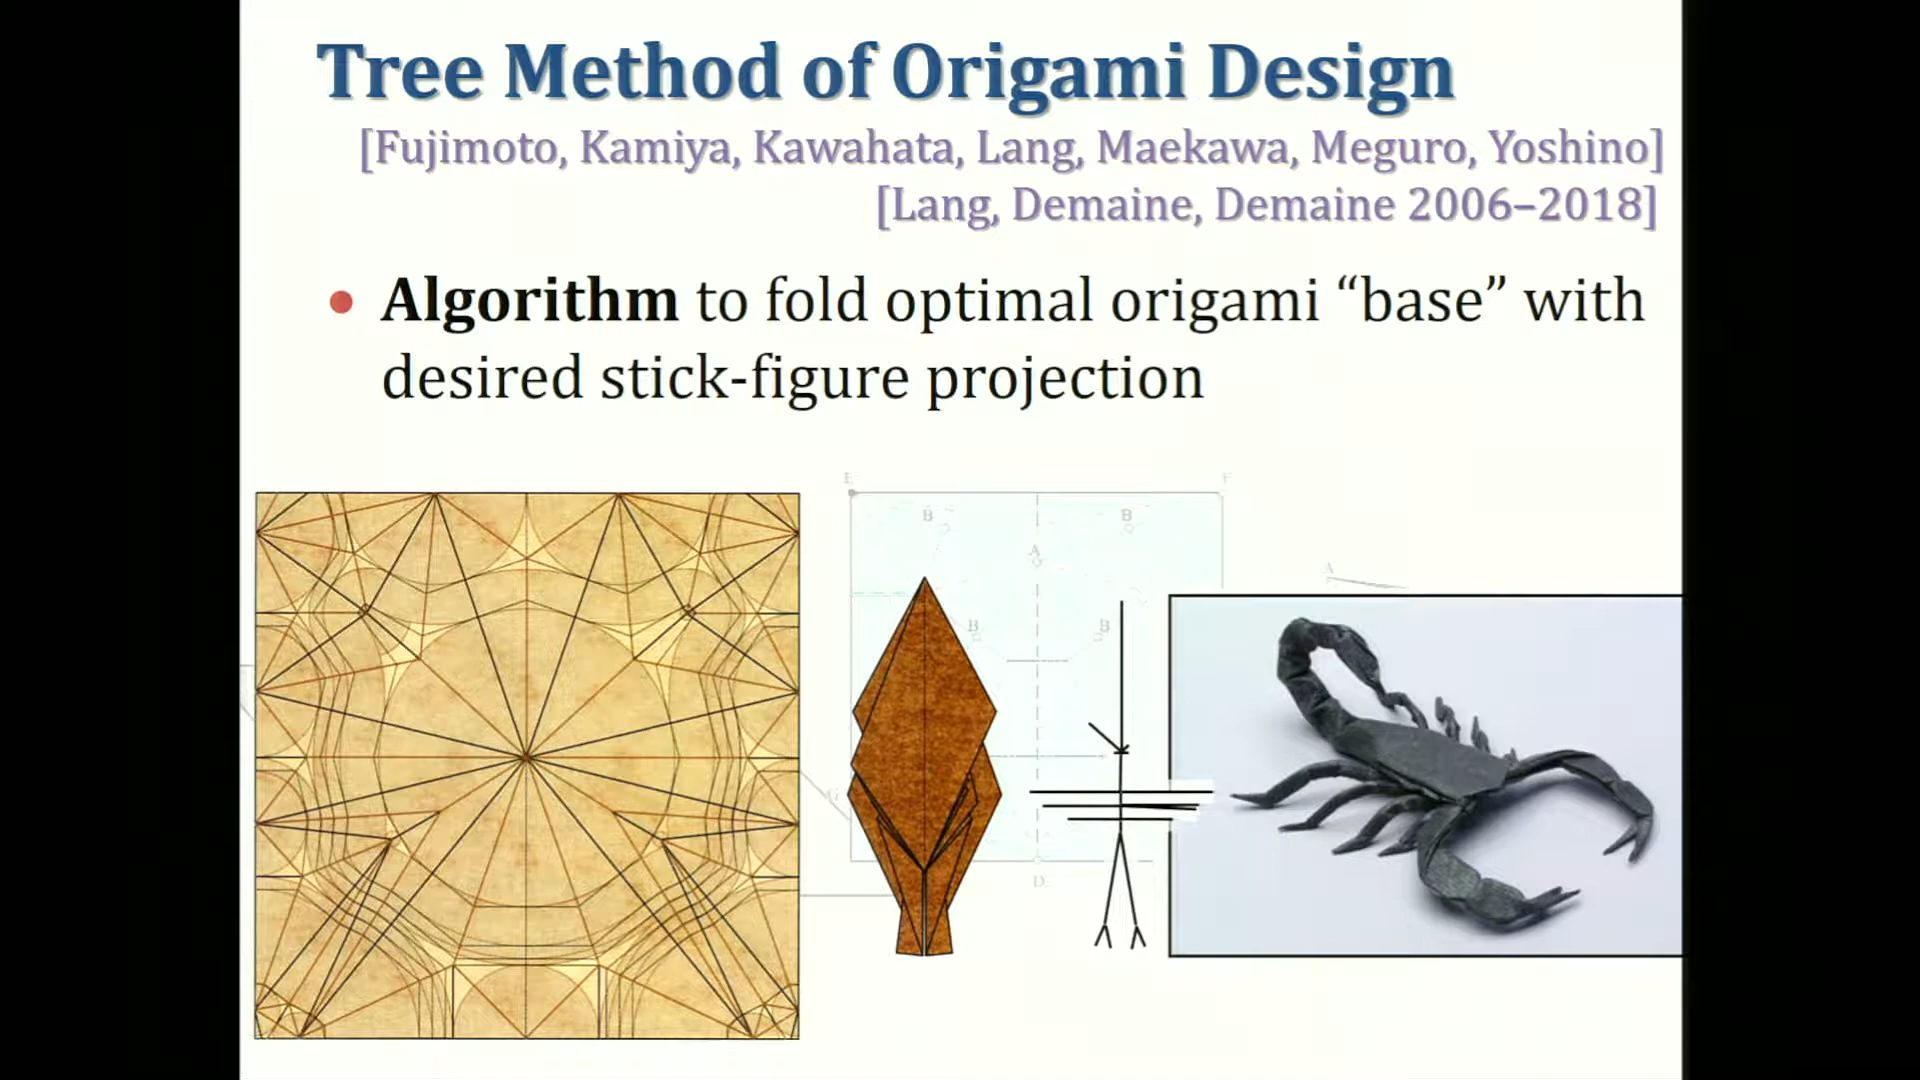 Tree Method of Origami Design
[Fujimoto, Kamiya, Kawahata, Lang, Maekawa, Meguro, Yoshino]
[Lang, Demaine, Demaine 2006–2018]
• Algorithm to fold optimal origami “base” with
desired stick-figure projection
E
F
B
B
A
A
B
B
G
D